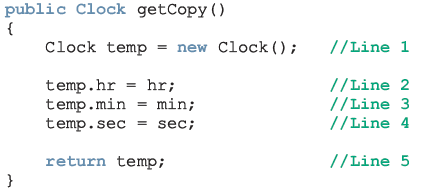 public Clock getCopy()
{
    Clock temp = new Clock();   //Line 1
    temp.hr = hr;               //Line 2
    temp.min = min;             //Line 3
    temp.sec = sec;             //Line 4
    return temp;                //Line 5
}